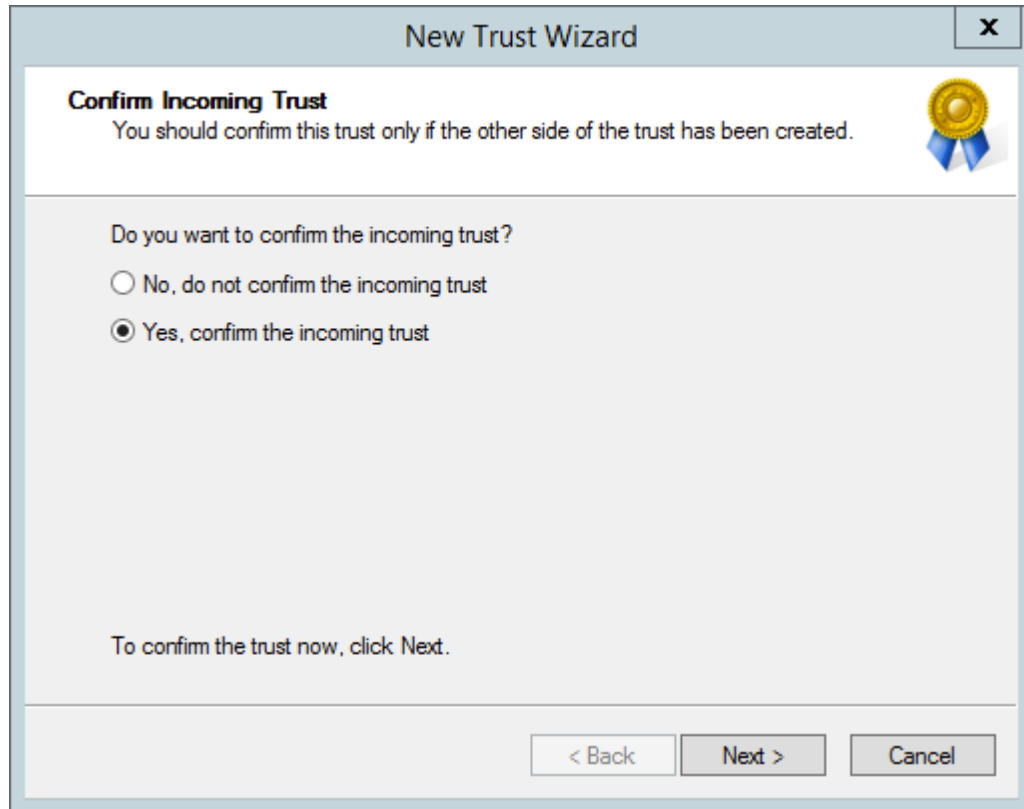 New Trust Wizard
x
Confirm Incoming Trust
You should confirm this trust only if the other side of the trust has been created.
Do you want to confirm the incoming trust?
No, do not confirm the incoming trust
Yes, confirm the incoming trust
To confirm the trust now, click Next.
< Back Next > Cancel